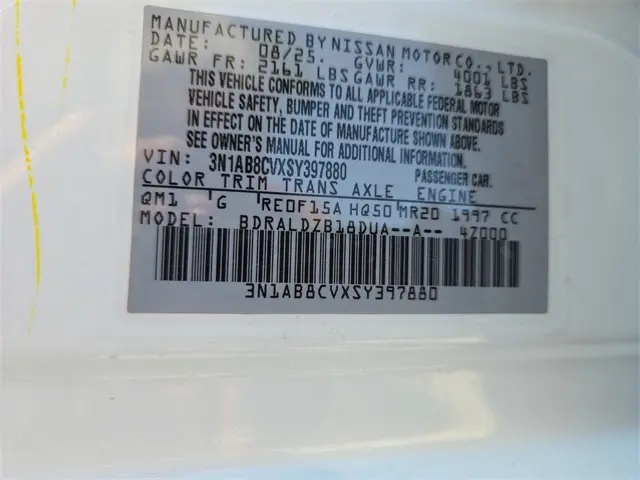 MANUFACTURED BY NISSAN MOTOR CO., LTD.
DATE: 08/25. GVWR: 4001 LBS
GAWR FR: 2161 LBS GAWR RR: 1863 LBS
THIS VEHICLE CONFORMS TO ALL APPLICABLE FEDERAL MOTOR
VEHICLE SAFETY, BUMPER AND THEFT PREVENTION STANDARDS
IN EFFECT ON THE DATE OF MANUFACTURE SHOWN ABOVE.
SEE OWNER'S MANUAL FOR ADDITIONAL INFORMATION.
VIN: 3N1AB8CVXSY397880 PASSENGER CAR.
COLOR TRIM TRANS AXLE ENGINE
QM1 G RE0F15A HQ50 MR20 1997 CC
MODEL: BDRALDZB18DUA--A-- 4Z000
3N1AB8CVXSY397880